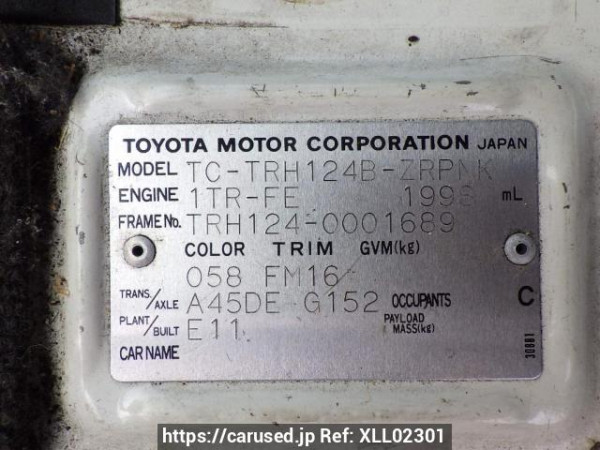 TOYOTA MOTOR CORPORATION JAPAN
MODEL TC-TRH124B-ZRPNK
ENGINE 1TR-FE 1998 mL
FRAME No. TRH124-0001689
COLOR TRIM GVM(kg)
058 FM16
TRANS./AXLE A45DE G152 OCCUPANTS C
PLANT/BUILT E11 PAYLOAD MASS(kg)
CAR NAME
30881
https://carused.jp Ref: XLL02301